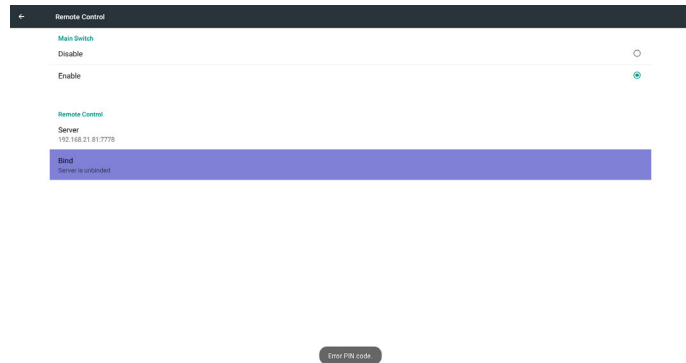 Remote Control
Main Switch
Disable
Enable
Remote Control
Server
192.168.21.81:7778
Bind
Server is unbinded
Error PIN code.